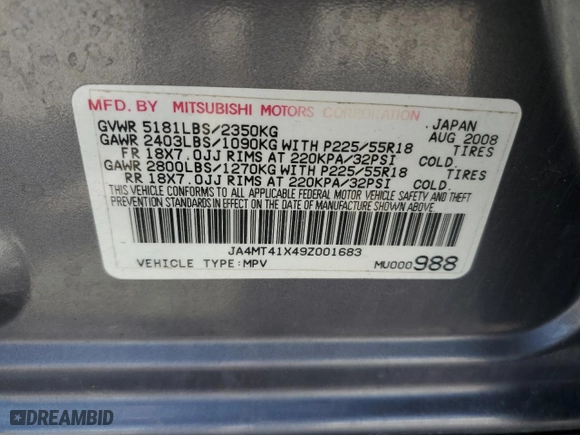 MFD. BY MITSUBISHI MOTORS CORPORATION
JAPAN
GVWR 5181LBS/2350KG AUG 2008
GAWR 2403LBS/1090KG WITH P225/55R18 TIRES
FR 18X7.0JJ RIMS AT 220KPA/32PSI COLD.
GAWR 2800LBS/1270KG WITH P225/55R18 TIRES
RR 18X7.0JJ RIMS AT 220KPA/32PSI COLD.
THIS VEHICLE CONFORMS TO ALL APPLICABLE FEDERAL MOTOR VEHICLE SAFETY AND THEFT
PREVENTION STANDARDS IN EFFECT ON THE DATE OF MANUFACTURE SHOWN ABOVE.
JA4MT41X49Z001683
VEHICLE TYPE:MPV MU000988
DREAMBID